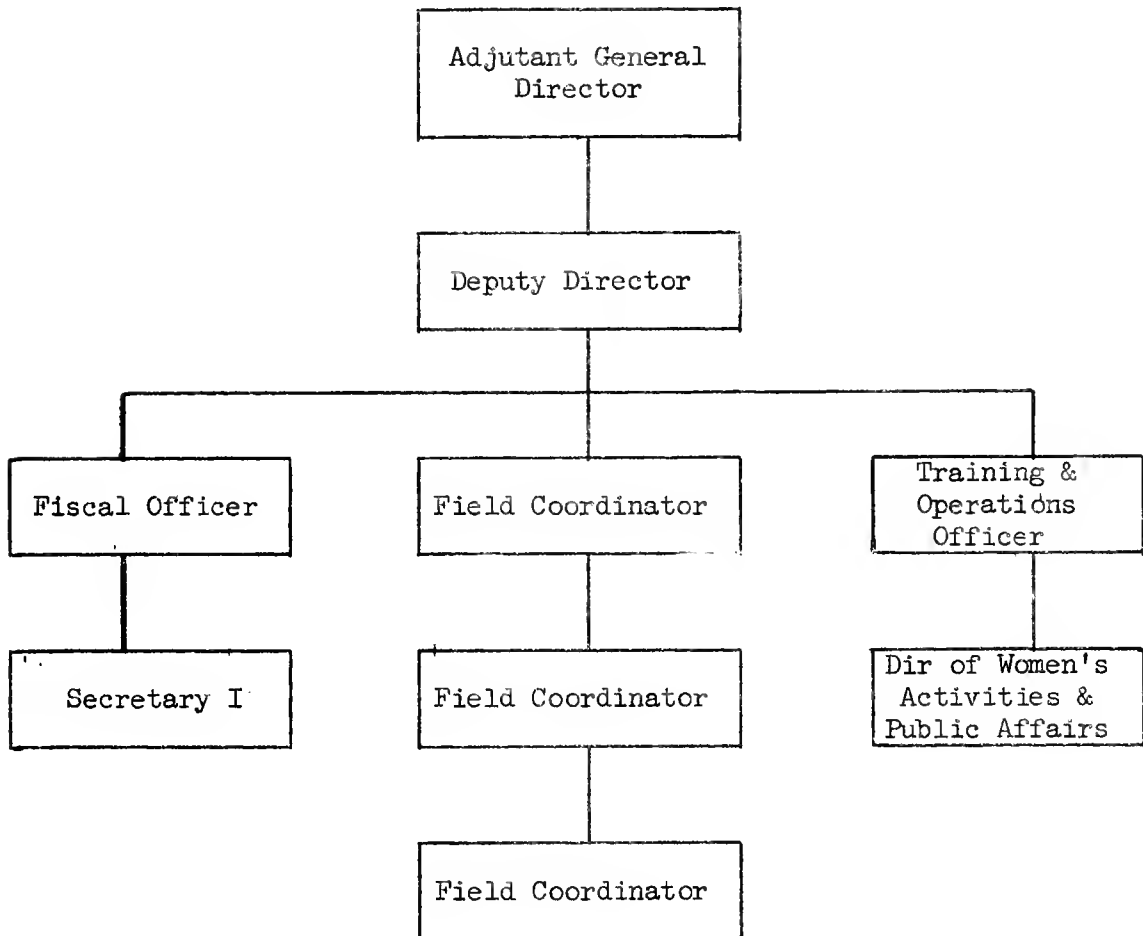 Adjutant General
Director
Deputy Director
Fiscal Officer
Field Coordinator
Training &
Operations
Officer
Secretary I
Field Coordinator
Dir of Women's
Activities &
Public Affairs
Field Coordinator